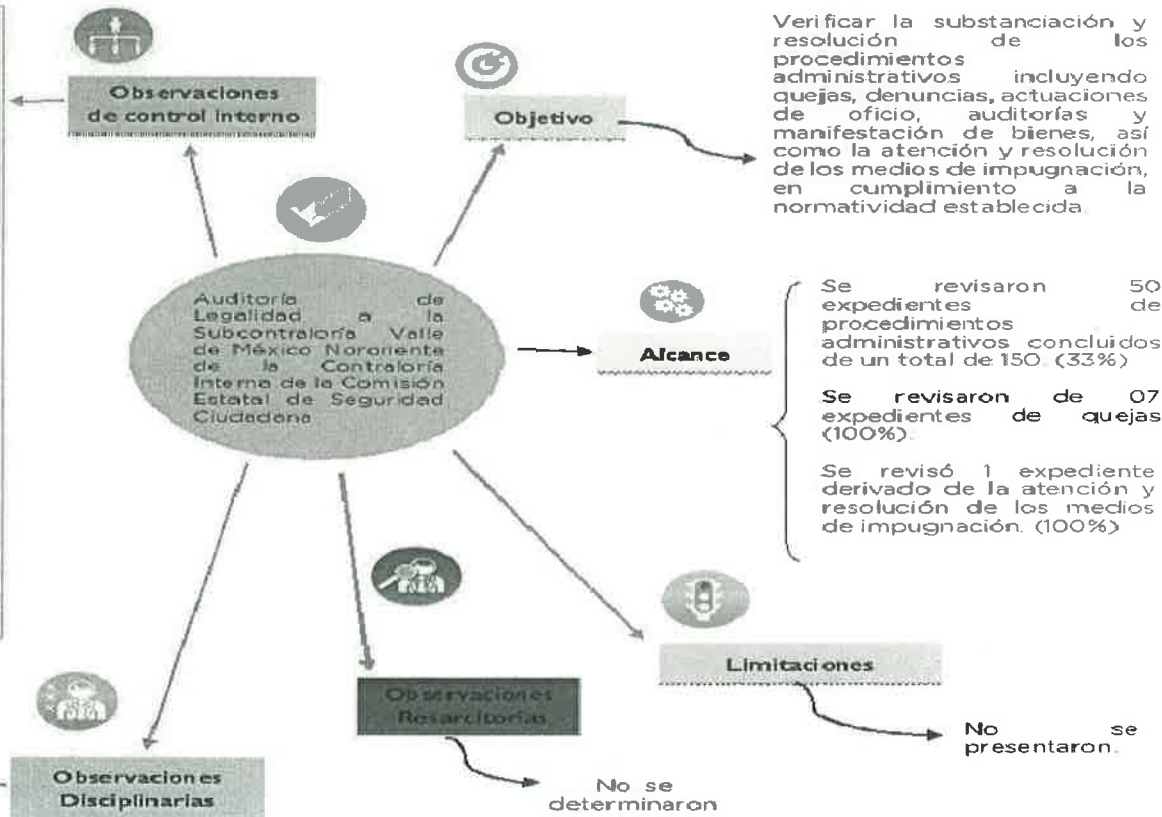 Observaciones
de control interno
Objetivo
Verificar la substanciación y
resolución de los
procedimientos
administrativos incluyendo
quejas, denuncias, actuaciones
de oficio, auditorías y
manifestación de bienes, así
como la atención y resolución
de los medios de impugnación,
en cumplimiento a la
normatividad establecida.
Auditoría de
Legalidad a la
Subcontraloría Valle
de México Nororiente
de la Contraloría
Interna de la Comisión
Estatal de Seguridad
Ciudadana
Alcance
Se revisaron 50
expedientes de
procedimientos
administrativos concluidos
de un total de 150. (33%)
Se revisaron de 07
expedientes de quejas
(100%).
Se revisó 1 expediente
derivado de la atención y
resolución de los medios
de impugnación. (100%)
Limitaciones
No se
presentaron.
Observaciones
Resarcitorias
No se
determinaron
Observaciones
Disciplinarias